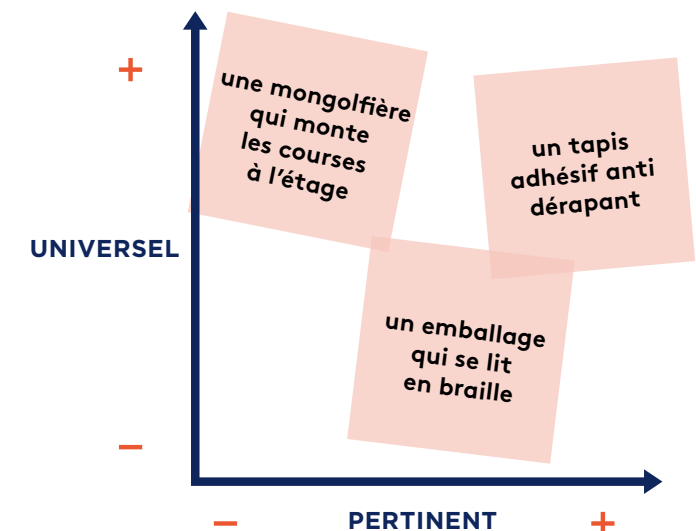 +
une mongolfière
qui monte
les courses
à l'étage
un tapis
adhésif anti
dérapant
UNIVERSEL
un emballage
qui se lit
en braille
–
– PERTINENT +